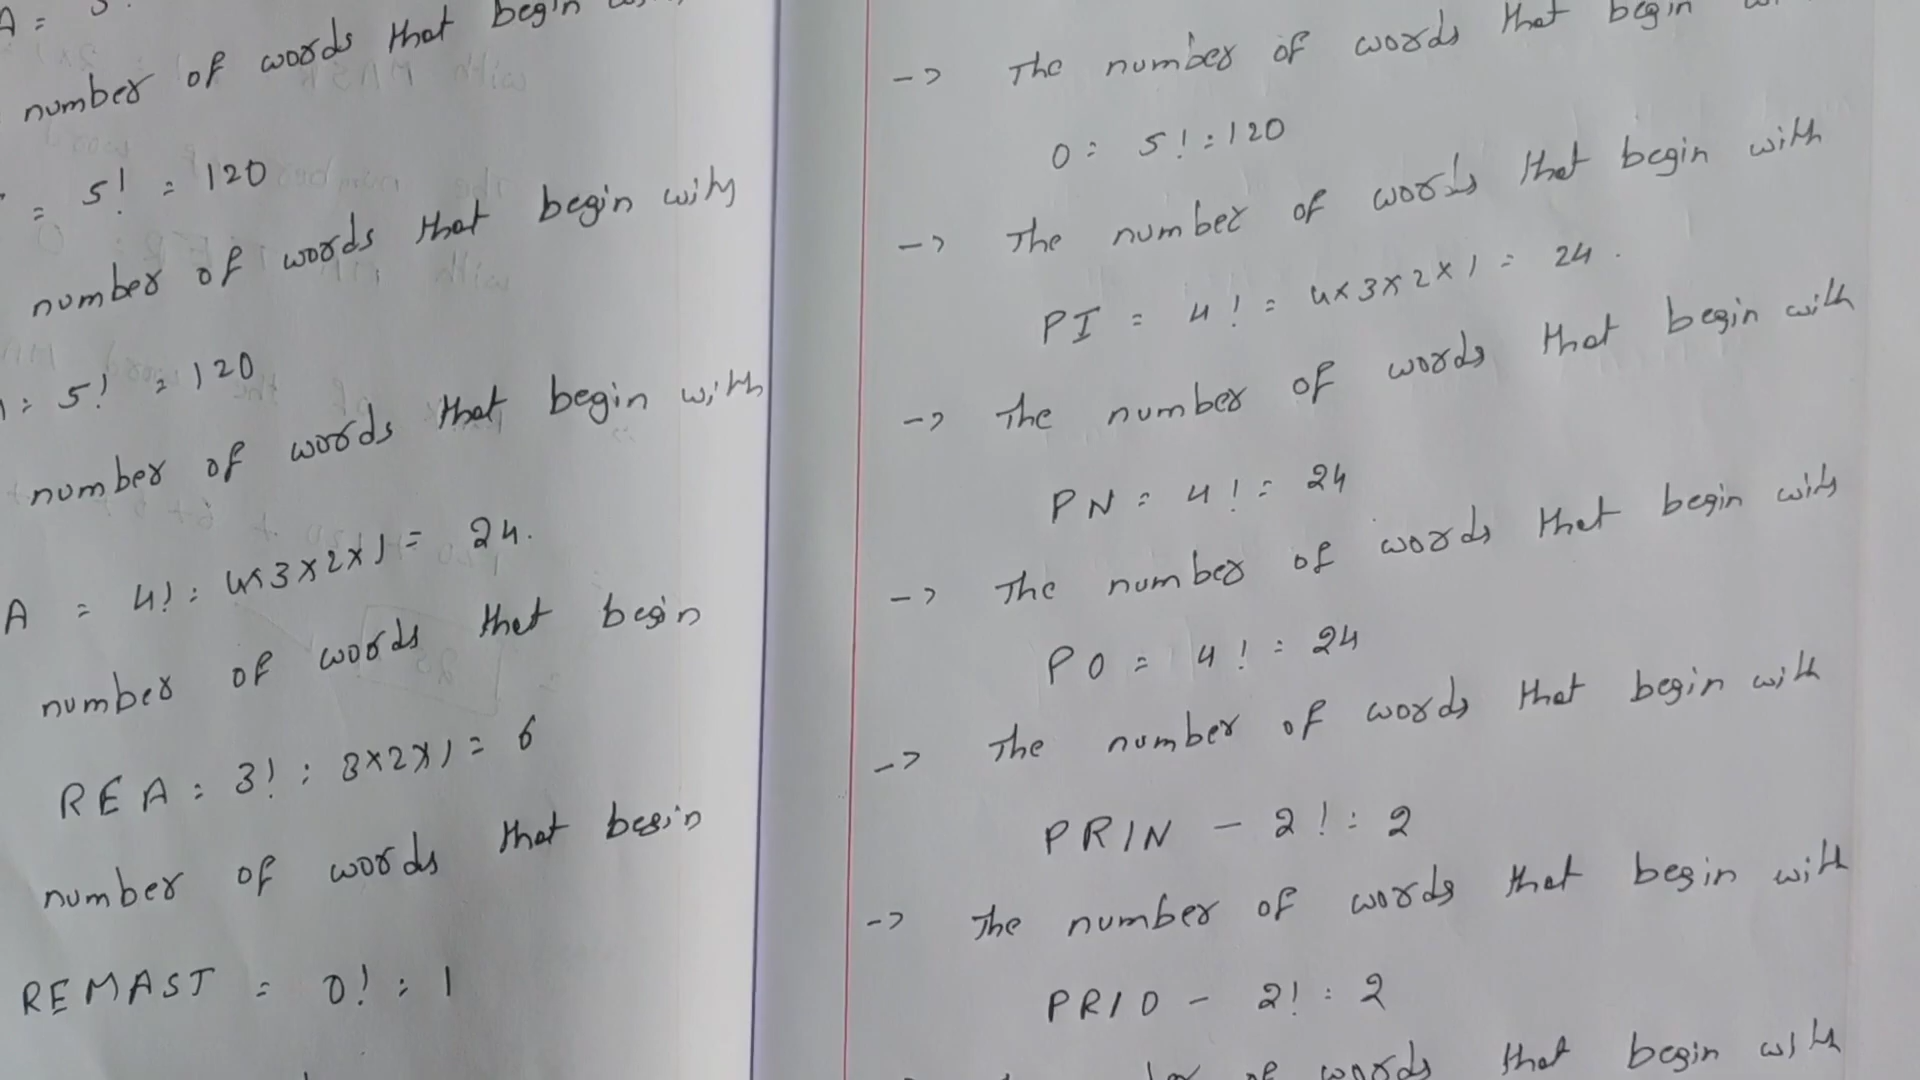 A =
number of words that begin
= 5! = 120
number of words that begin with
: 5! = 120
number of words that begin with
A = 4! : 4×3×2×1 = 24.
number of words that begin
REA : 3! : 3×2×1 = 6
number of words that begin
REMAST = 0! : 1
-> The number of words that begin
O = 5! : 120
-> The number of words that begin with
PI = 4! = 4×3×2×1 = 24.
-> The number of words that begin with
PN = 4! = 24
-> The number of words that begin with
PO = 4! = 24
-> The number of words that begin with
PRIN - 2! : 2
-> The number of words that begin with
PRIO - 2! : 2
of words that begin with